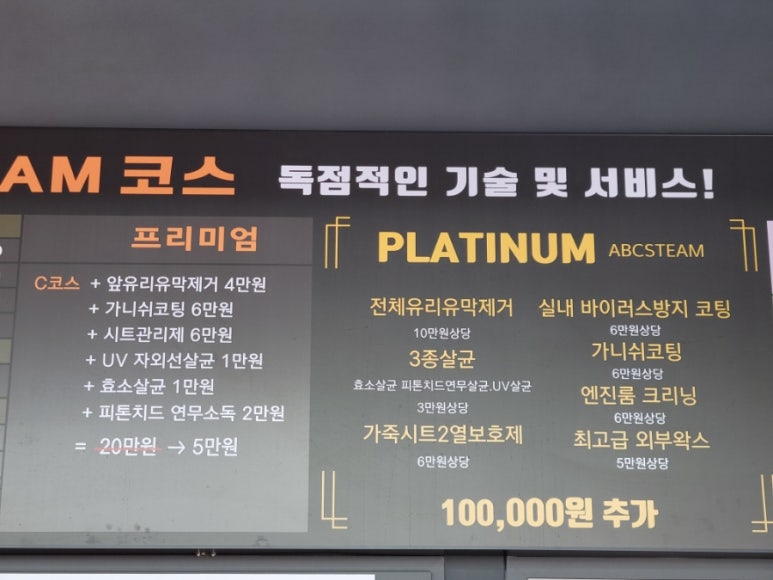 AM 코스 독점적인 기술 및 서비스!
프리미엄
C코스 + 앞유리유막제거 4만원
+ 가니쉬코팅 6만원
+ 시트관리제 6만원
+ UV 자외선살균 1만원
+ 효소살균 1만원
+ 피톤치드 연무소독 2만원
= 20만원 → 5만원
PLATINUM ABCSTEAM
전체유리유막제거
10만원상당
3종살균
효소살균 피톤치드연무살균,UV살균
3만원상당
가죽시트2열보호제
6만원상당
실내 바이러스방지 코팅
6만원상당
가니쉬코팅
6만원상당
엔진룸 크리닝
6만원상당
최고급 외부왁스
5만원상당
100,000원 추가